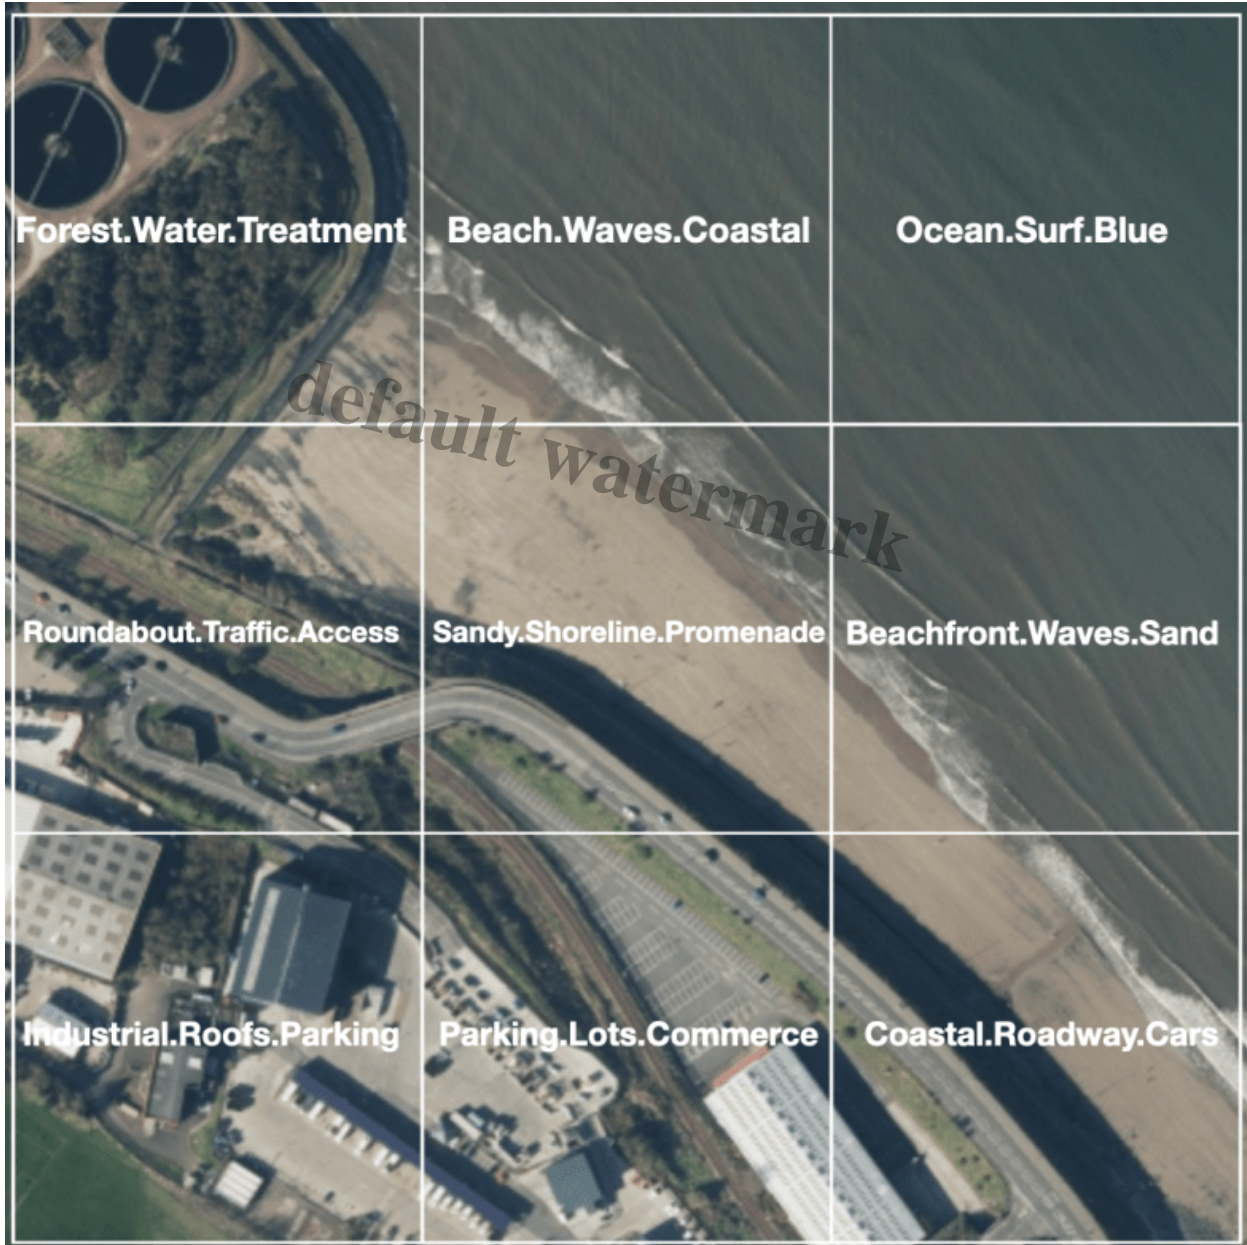 Forest.Water.Treatment
Beach.Waves.Coastal
Ocean.Surf.Blue
default watermark
Roundabout.Traffic.Access
Sandy.Shoreline.Promenade
Beachfront.Waves.Sand
Industrial.Roofs.Parking
Parking.Lots.Commerce
Coastal.Roadway.Cars